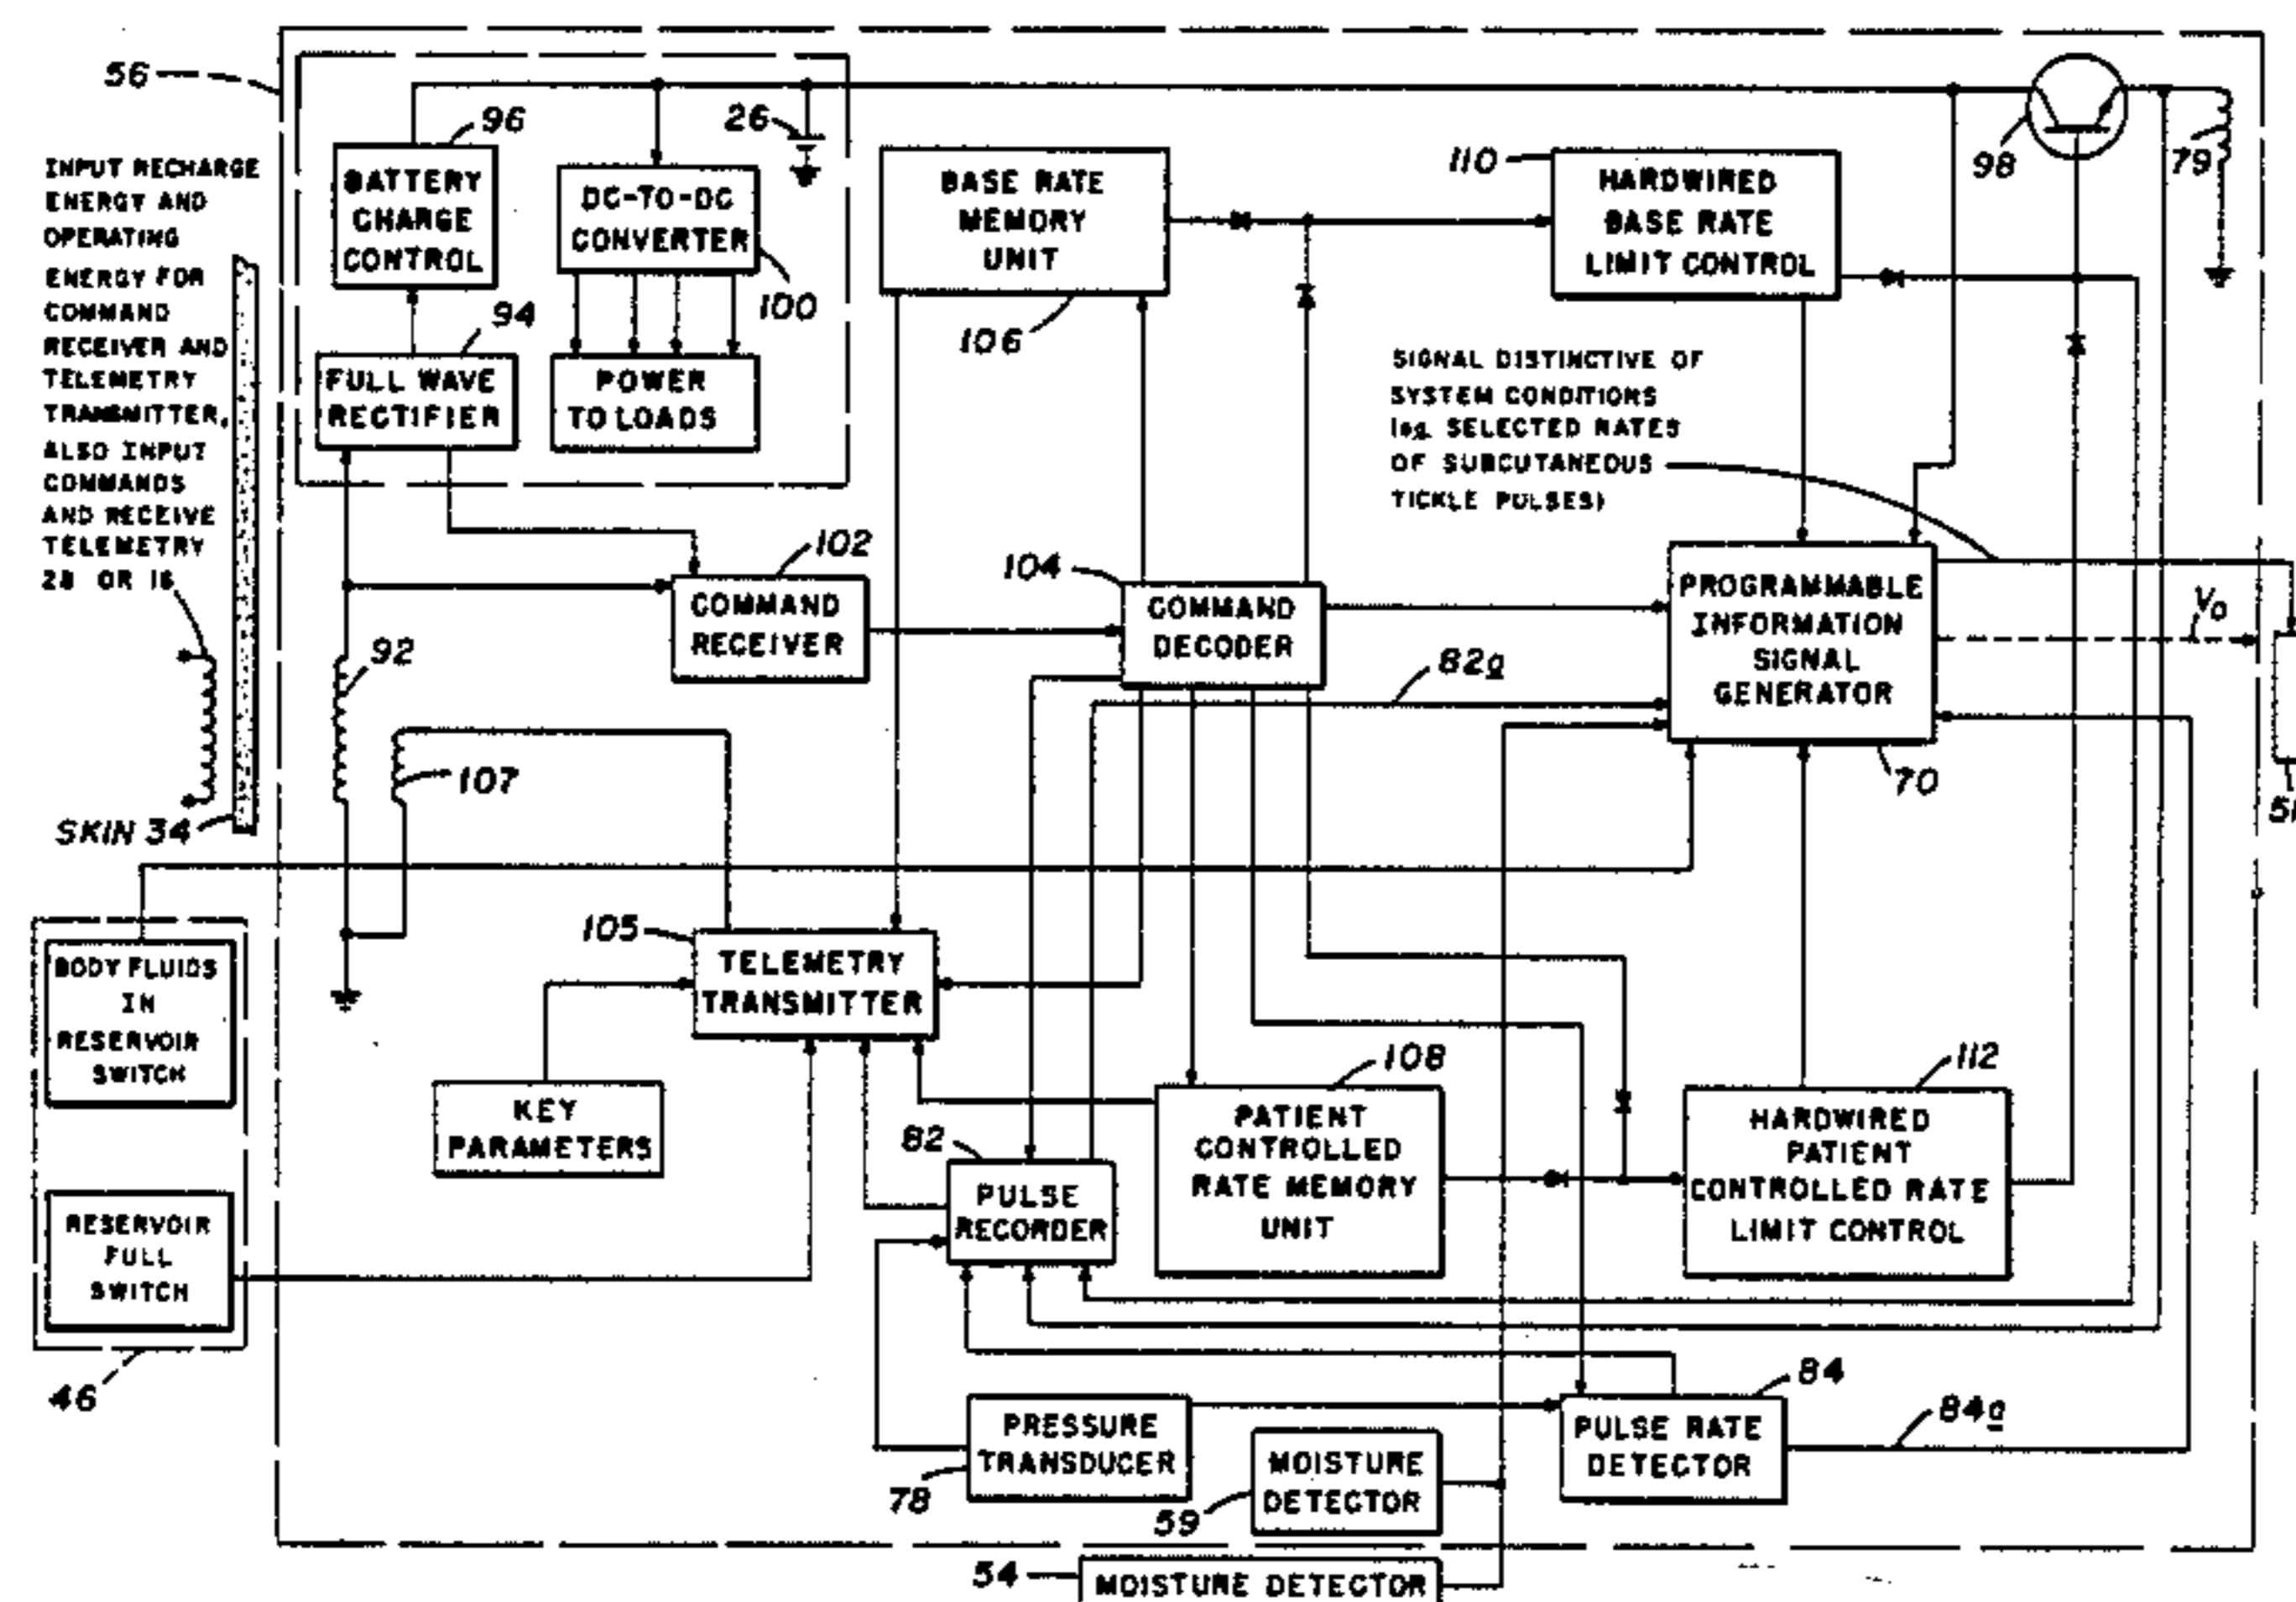 56
INPUT RECHARGE
ENERGY AND
OPERATING
ENERGY FOR
COMMAND
RECEIVER AND
TELEMETRY
TRANSMITTER,
ALSO INPUT
COMMANDS
AND RECEIVE
TELEMETRY
28 OR 16
SKIN 34
96
BATTERY
CHARGE
CONTROL
94
FULL WAVE
RECTIFIER
26
DC-TO-DC
CONVERTER
100
POWER
TO LOADS
BASE RATE
MEMORY
UNIT
106
110
HARDWIRED
BASE RATE
LIMIT CONTROL
98
79
SIGNAL DISTINCTIVE OF
SYSTEM CONDITIONS
(eg. SELECTED RATES
OF SUBCUTANEOUS
TICKLE PULSES)
102
COMMAND
RECEIVER
104
COMMAND
DECODER
PROGRAMMABLE
INFORMATION
SIGNAL
GENERATOR
70
VD
82a
92
107
105
TELEMETRY
TRANSMITTER
BODY FLUIDS
IN
RESERVOIR
SWITCH
RESERVOIR
FULL
SWITCH
46
KEY
PARAMETERS
82
PULSE
RECORDER
108
PATIENT
CONTROLLED
RATE MEMORY
UNIT
112
HARDWIRED
PATIENT
CONTROLLED RATE
LIMIT CONTROL
PRESSURE
TRANSDUCER
78
MOISTURE
DETECTOR
59
84
PULSE RATE
DETECTOR
84a
54
MOISTURE DETECTOR